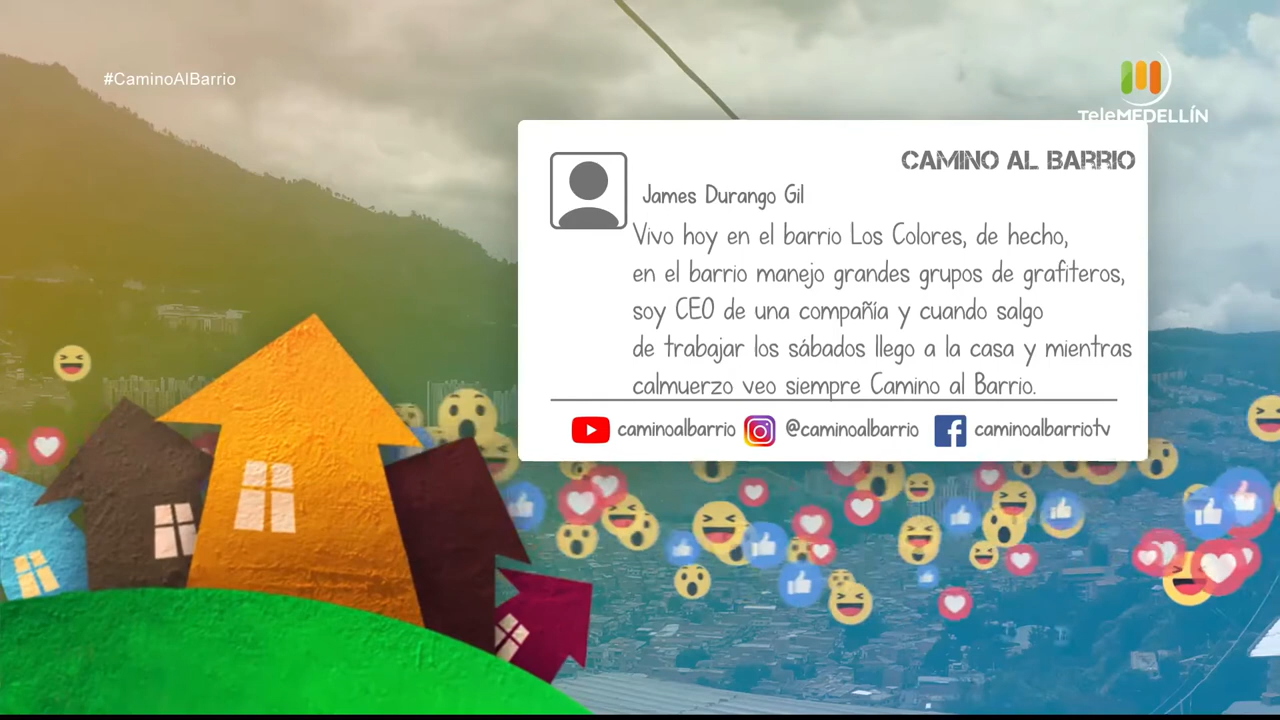 #CaminoAlBarrio
TeleMEDELLÍN
CAMINO AL BARRIO
James Durango Gil
Vivo hoy en el barrio Los Colores, de hecho,
en el barrio manejo grandes grupos de grafiteros,
soy CEO de una compañía y cuando salgo
de trabajar los sábados llego a la casa y mientras
calmuerzo veo siempre Camino al Barrio.
caminoalbarrio @caminoalbarrio caminoalbarriotv